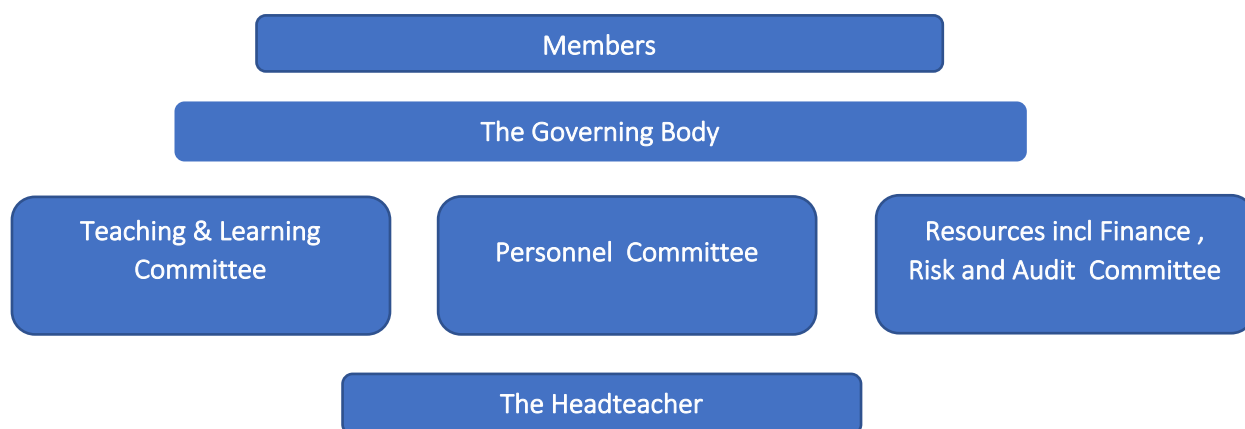 Members
The Governing Body
Teaching & Learning
Committee
Personnel  Committee
Resources incl Finance ,
Risk and Audit  Committee
The Headteacher